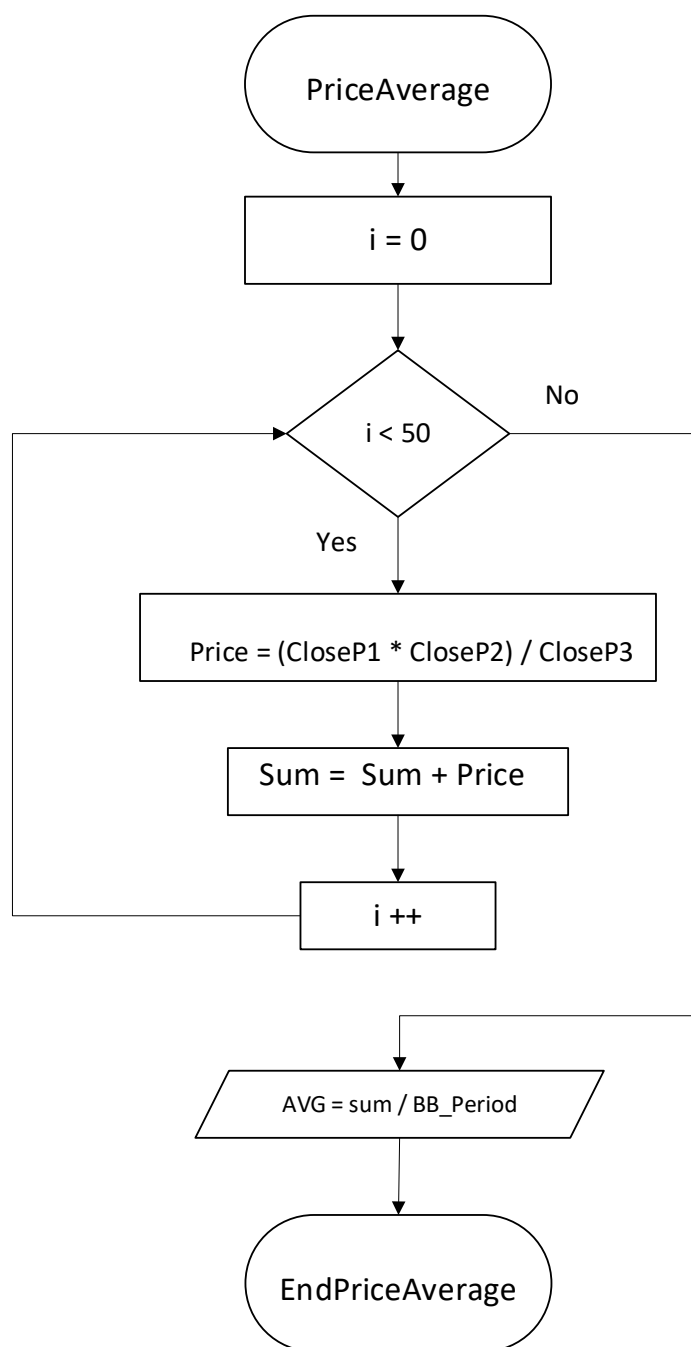 PriceAverage
i = 0
i < 50
No
Yes
Price = (CloseP1 * CloseP2) / CloseP3
Sum =  Sum + Price
i ++
AVG = sum / BB_Period
EndPriceAverage